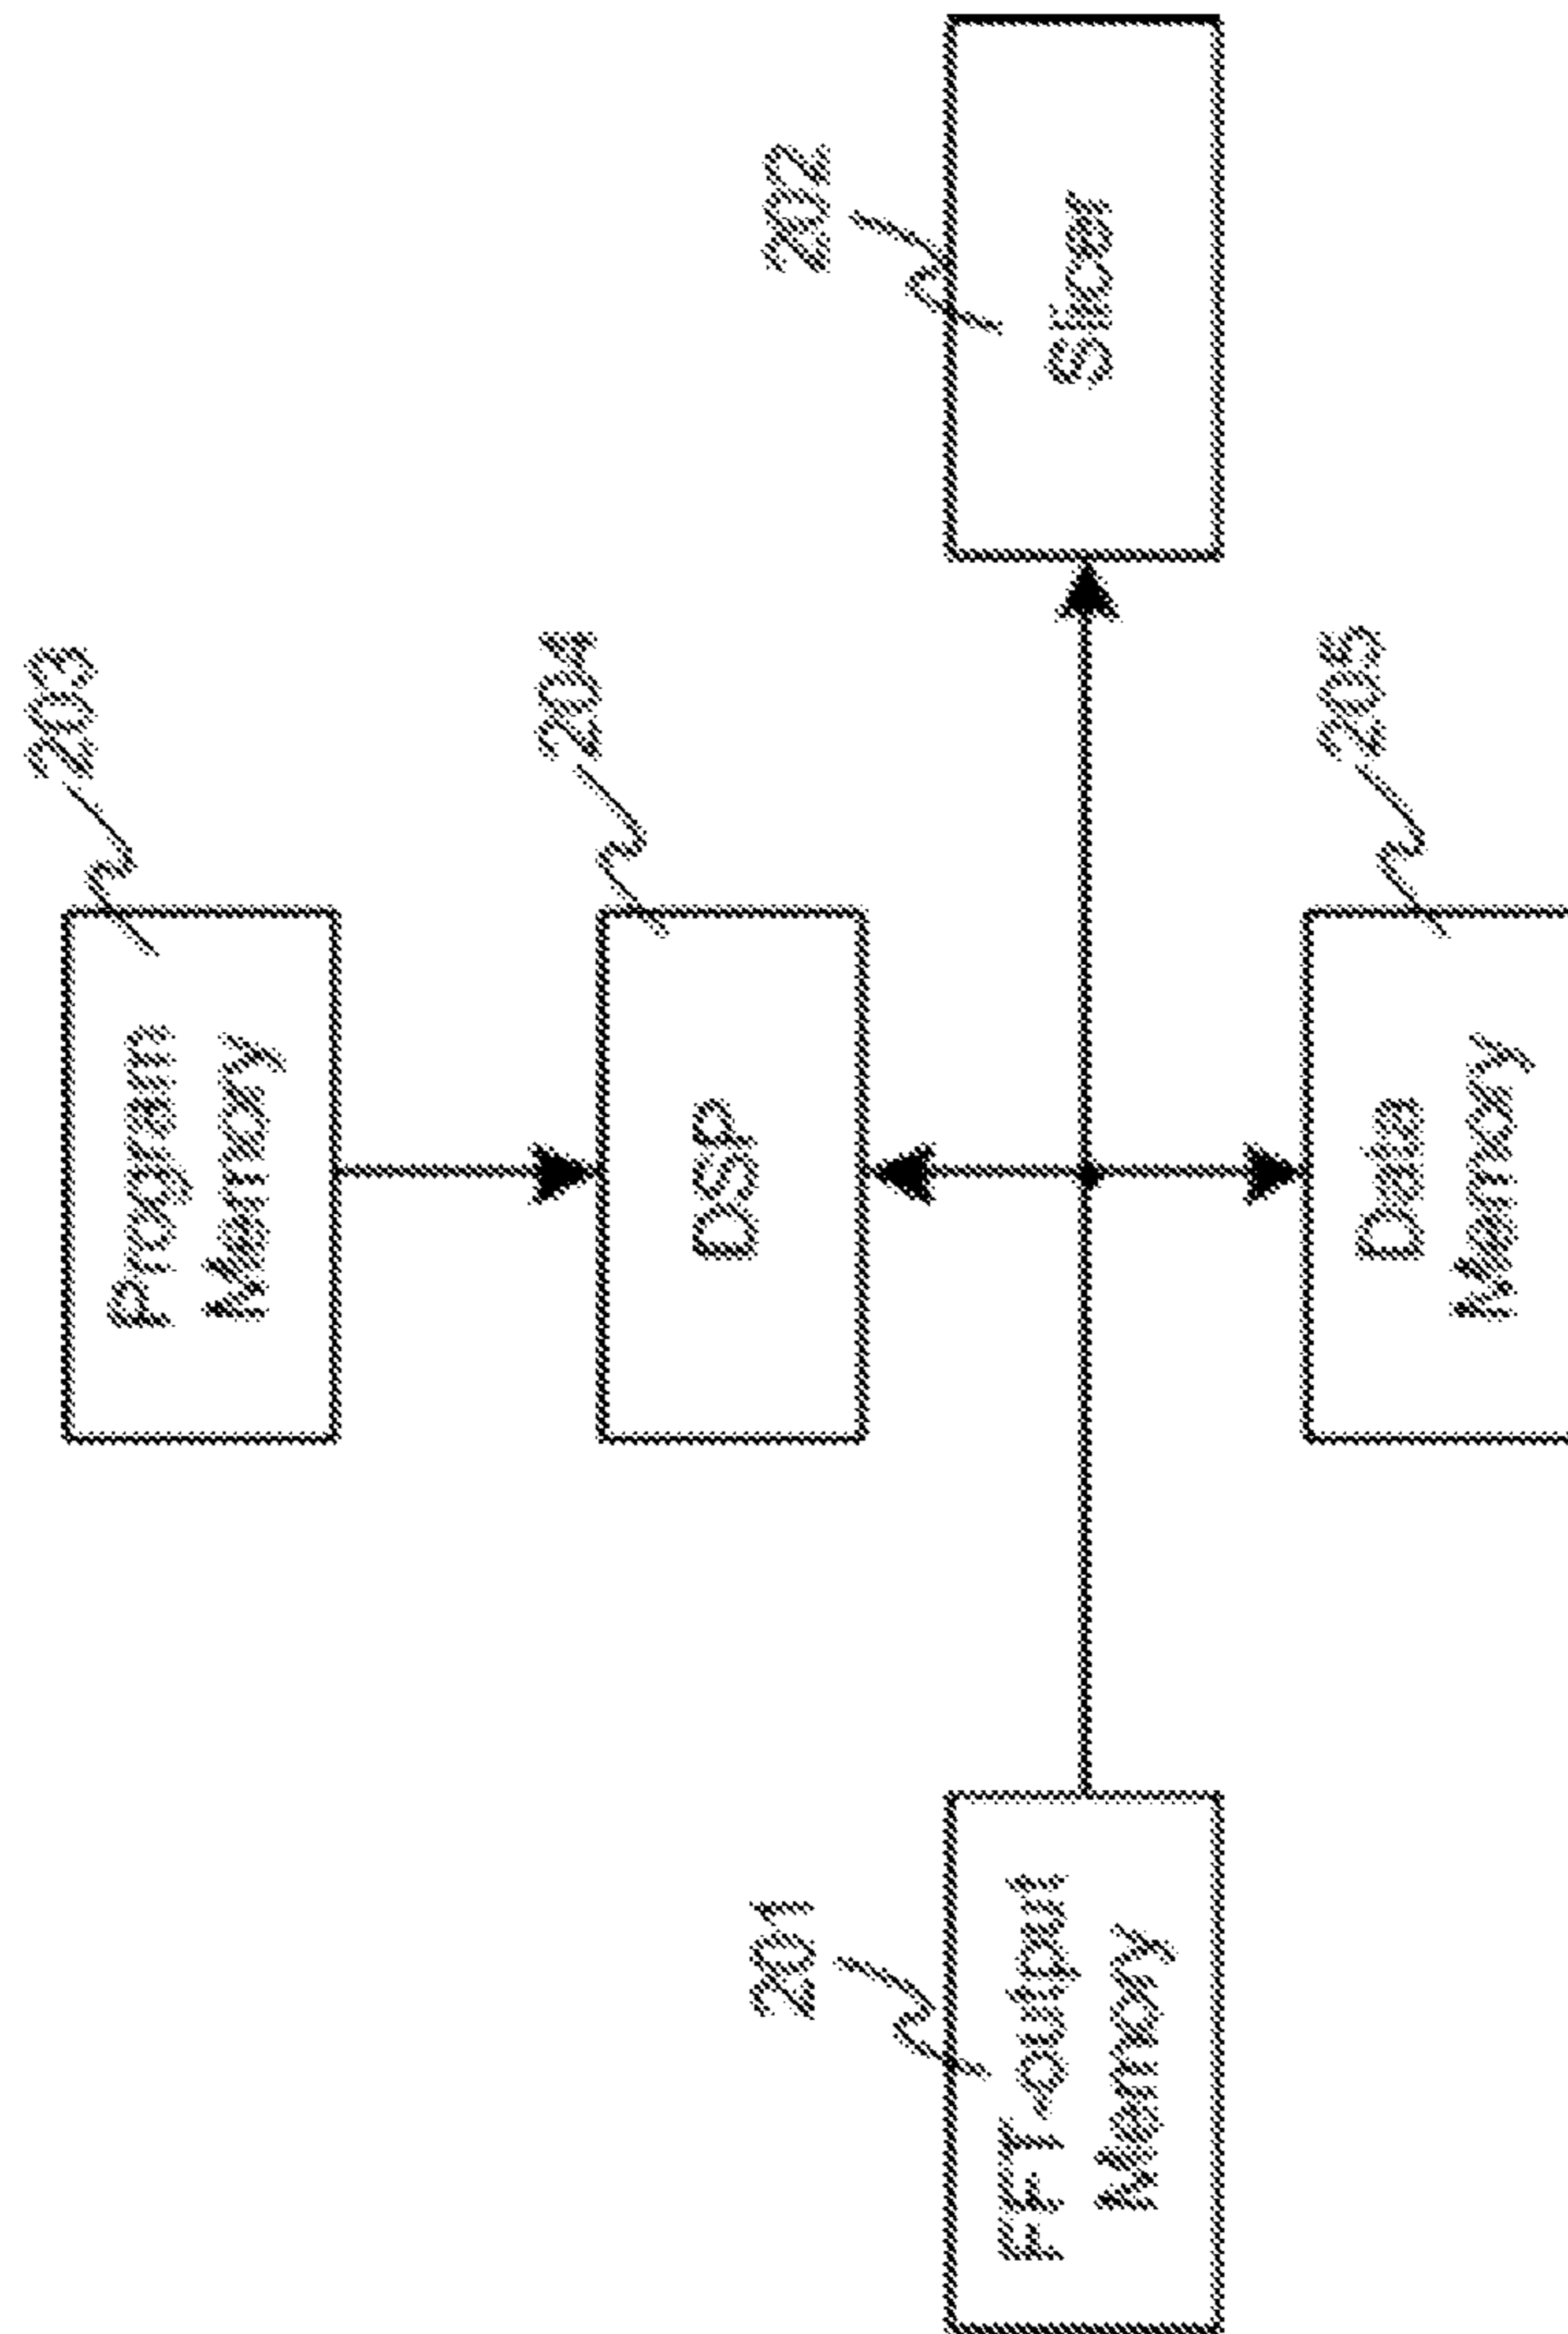 203
Program
Memory
204
DSP
201
FFT-output
Memory
202
Slicer
205
Data
Memory